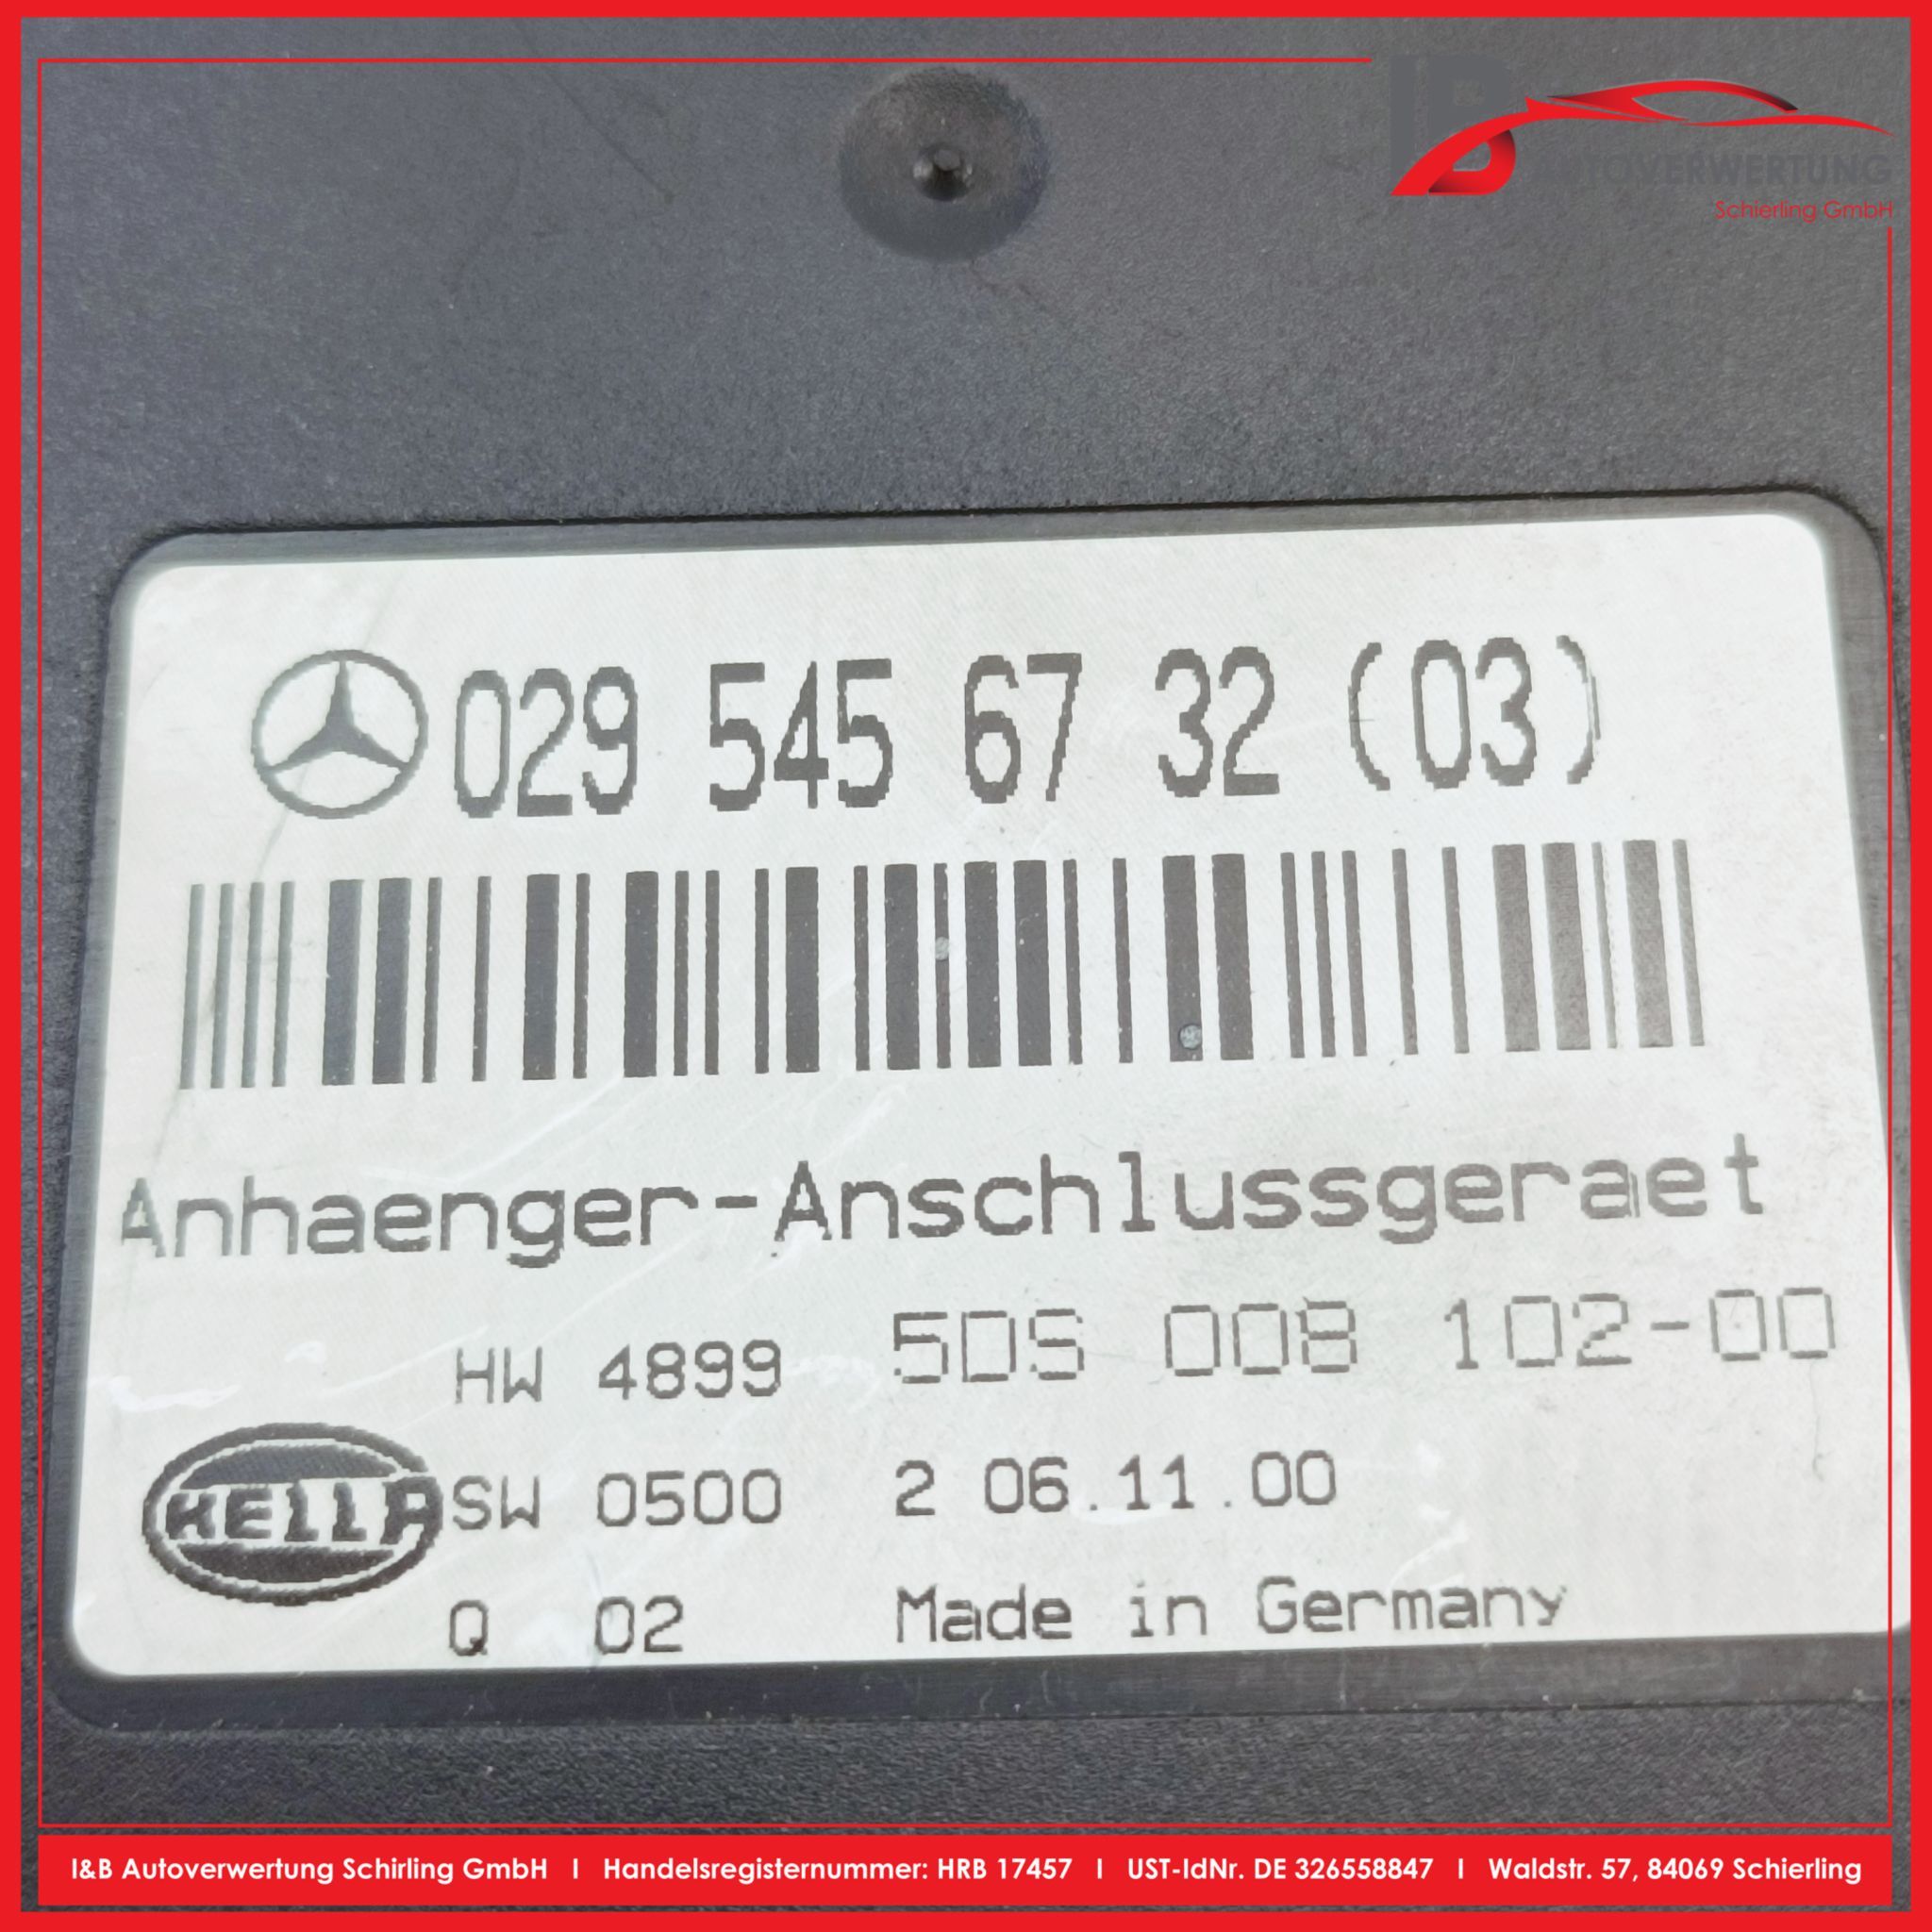 IB
AUTOVERWERTUNG
Schierling GmbH
029 545 67 32 (03)
Anhaenger-Anschlussgeraet
HW 4899 5DS 008 102-00
HELLA SW 0500 2 06.11.00
Q 02 Made in Germany
I&B Autoverwertung Schirling GmbH I Handelsregisternummer: HRB 17457 I UST-IdNr. DE 326558847 I Waldstr. 57, 84069 Schierling